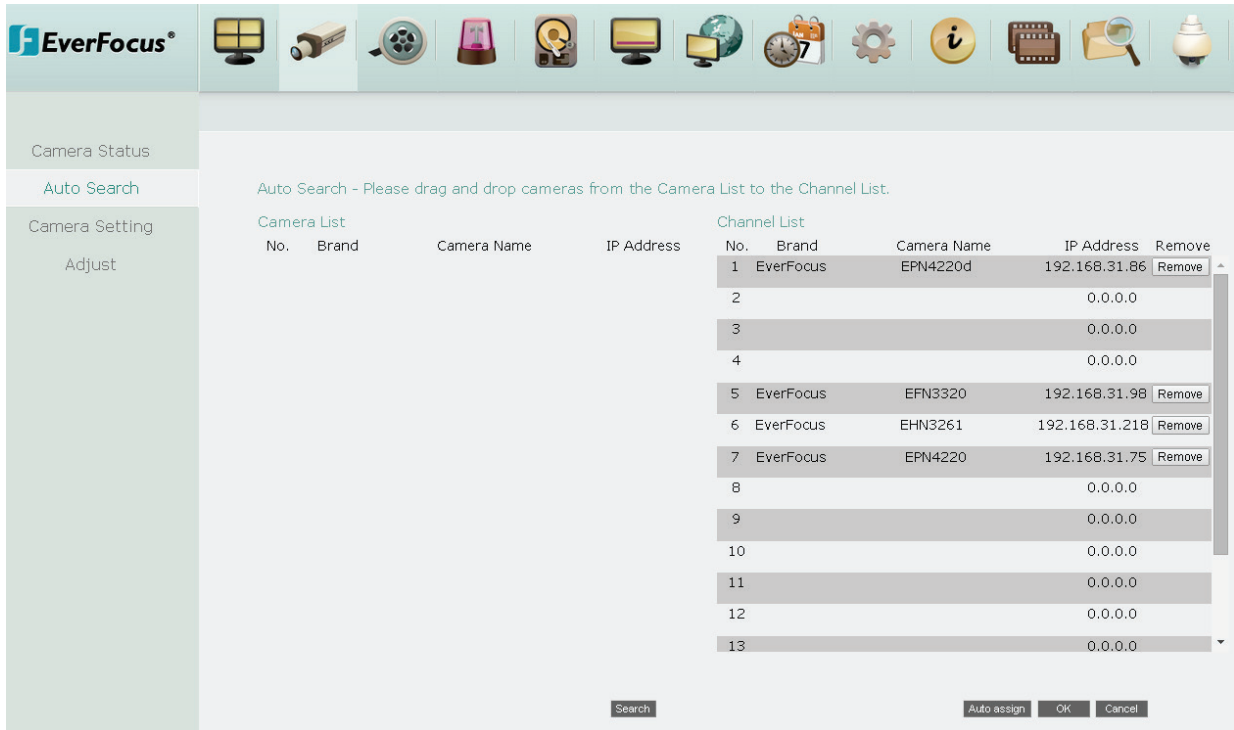 EverFocus®
7
i
Camera Status
Auto Search
Camera Setting
Adjust
Auto Search - Please drag and drop cameras from the Camera List to the Channel List.
Camera List
No. Brand Camera Name IP Address
Channel List
No. Brand Camera Name IP Address Remove
1 EverFocus EPN4220d 192.168.31.86 Remove
2 0.0.0.0
3 0.0.0.0
4 0.0.0.0
5 EverFocus EFN3320 192.168.31.98 Remove
6 EverFocus EHN3261 192.168.31.218 Remove
7 EverFocus EPN4220 192.168.31.75 Remove
8 0.0.0.0
9 0.0.0.0
10 0.0.0.0
11 0.0.0.0
12 0.0.0.0
13 0.0.0.0
Search
Auto assign OK Cancel